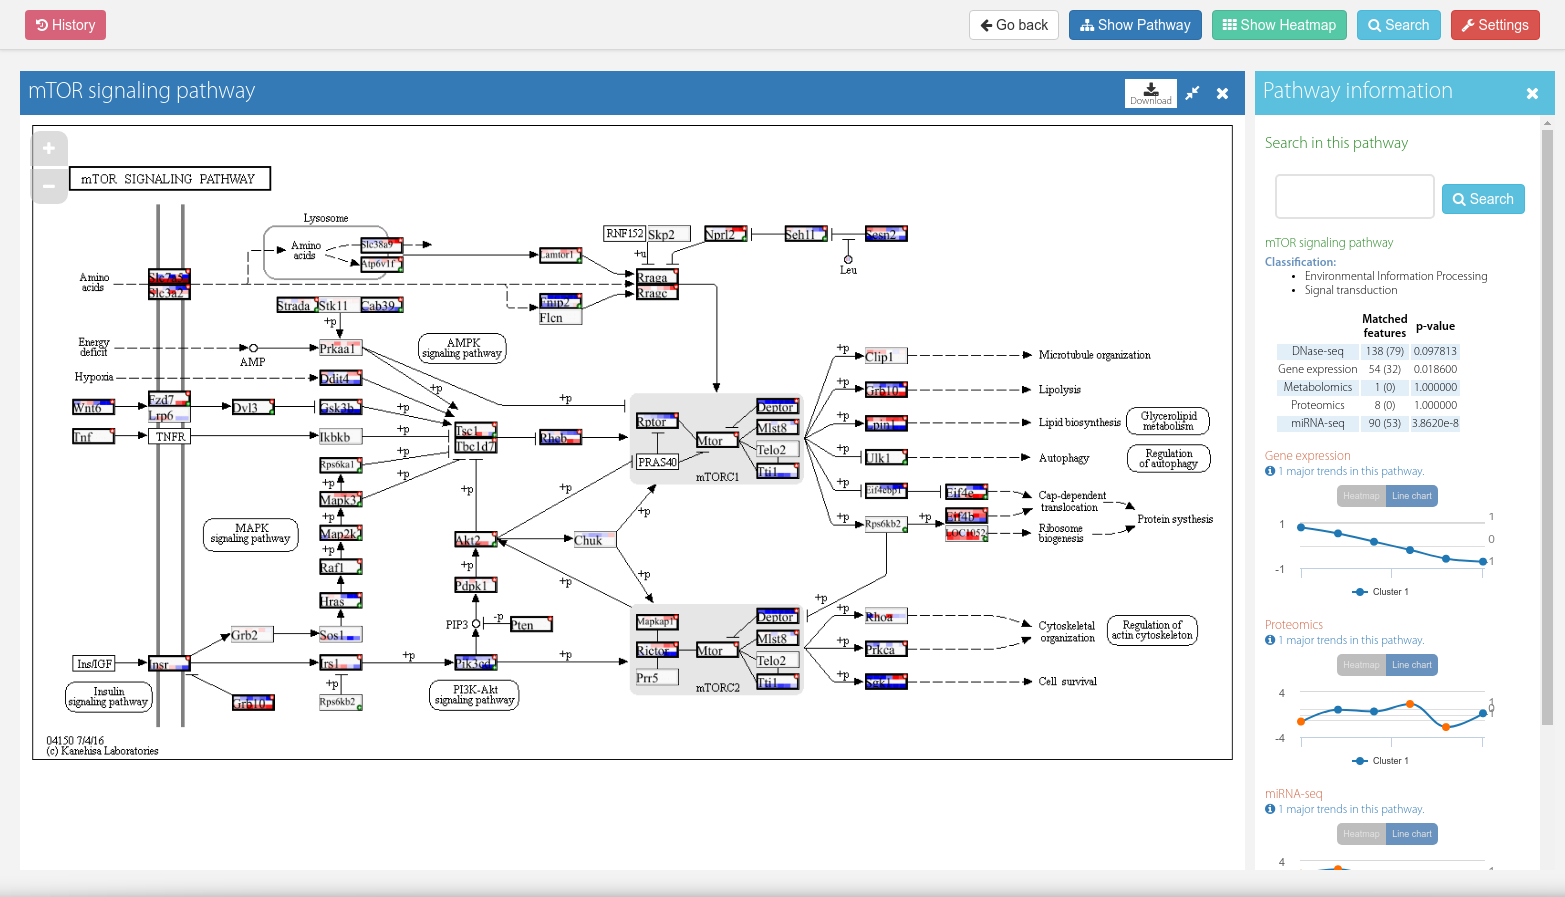 History
Go back
Show Pathway
Show Heatmap
Search
Settings
mTOR signaling pathway
Download
mTOR SIGNALING PATHWAY
Lysosome
Amino
acids
Slc38a9
Atp6v1f
Lamtor1
RNF152
Skp2
+u
Nprl2
Seh1l
Sesn2
Leu
Amino
acids
Slc7a5
Slc3a2
Rraga
Rragc
Strada
Stk11
Cab39
+p
Fnip2
Flcn
Energy
deficit
AMP
Prkaa1
AMPK
signaling pathway
Hypoxia
Ddit4
+p
+p
Wnt6
Fzd7
Lrp6
Dvl3
Gsk3b
+p
Tnf
TNFR
Ikbkb
+p
Tsc1
Tbc1d7
Rheb
Rps6ka1
+p
+p
+p
Mapk3
+p
Map2k
+p
Raf1
Hras
Sos1
Grb2
MAPK
signaling pathway
Akt2
+p
+p
Pdpk1
PIP3
-p
Pten
Chuk
+p
+p
+p
+p
Ins/IGF
Insr
Irs1
+p
Pik3cd
+p
+p
Rps6kb2
Grb10
Insulin
signaling pathway
PI3K-Akt
signaling pathway
Rptor
PRAS40
Mtor
Deptor
Mlst8
Telo2
Tti1
mTORC1
Mapkap1
Rictor
Prr5
Mtor
Deptor
Mlst8
Telo2
Tti1
mTORC2
+p
Clip1
Microtubule organization
+p
Grb10
Lipolysis
+p
Lpin1
Lipid biosynthesis
Glycerolipid
metabolism
+p
Ulk1
Autophagy
Regulation
of autophagy
+p
Eif4ebp1
Eif4e
Cap-dependent
translocation
+p
Rps6kb2
+p
Eif4b
Ribosome
biogenesis
Protein systhesis
+p
+p
Rhoa
Cytoskeletal
organization
Regulation of
actin cytoskeleton
+p
Prkca
+p
Sgk1
Cell survival
04150 7/4/16
(c) Kanehisa Laboratories
Pathway information
Search in this pathway
Search
mTOR signaling pathway
Classification:
Environmental Information Processing
Signal transduction
Matched
features p-value
DNase-seq 138 (79) 0.097813
Gene expression 54 (32) 0.018600
Metabolomics 1 (0) 1.000000
Proteomics 8 (0) 1.000000
miRNA-seq 90 (53) 3.8620e-8
Gene expression
1 major trends in this pathway.
Heatmap Line chart
1
-1
1
0
-1
Cluster 1
Proteomics
1 major trends in this pathway.
Heatmap Line chart
4
-4
Cluster 1
miRNA-seq
1 major trends in this pathway.
Heatmap Line chart
4